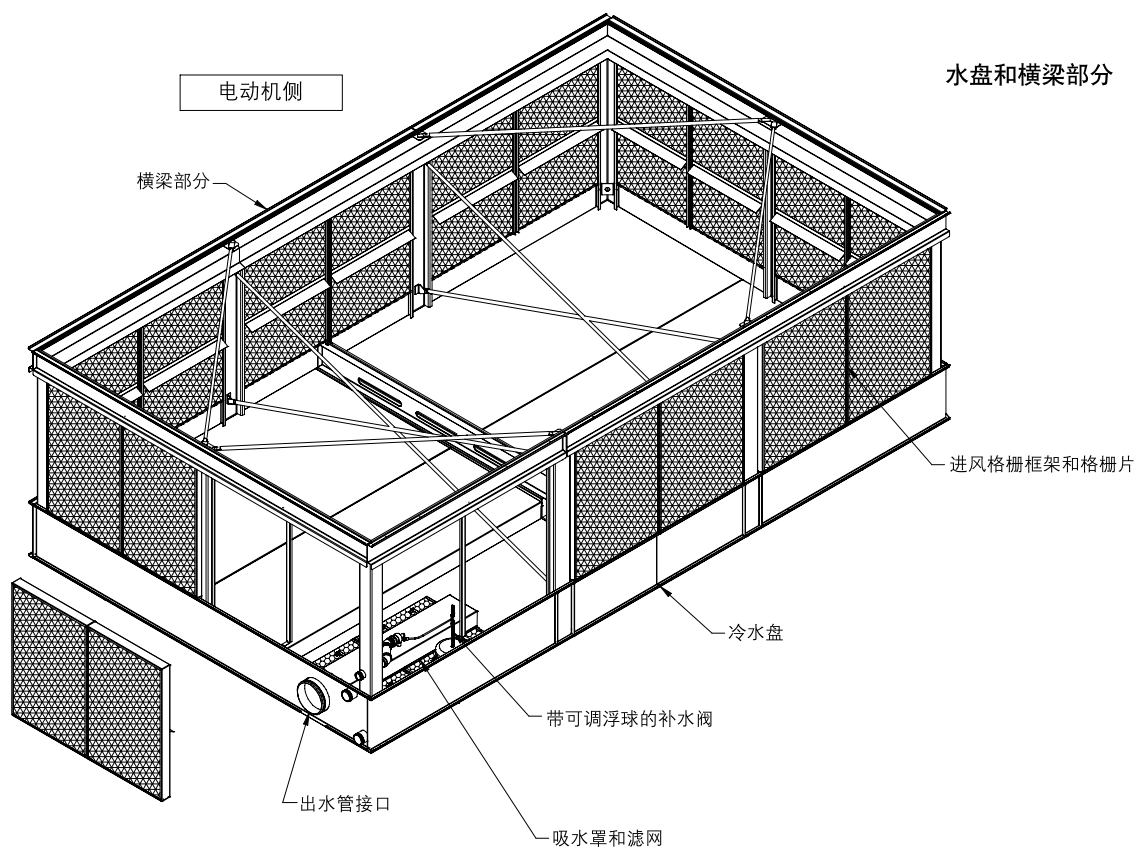 水盘和横梁部分
电动机侧
横梁部分
进风格栅框架和格栅片
冷水盘
带可调浮球的补水阀
出水管接口
吸水罩和滤网